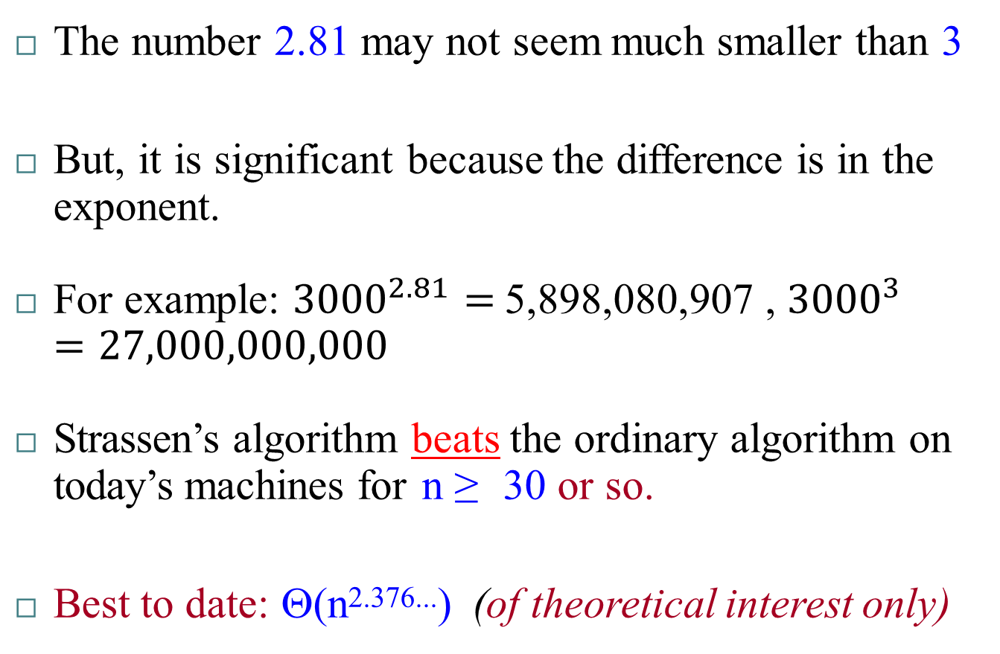 □ The number 2.81 may not seem much smaller than 3
□ But, it is significant because the difference is in the
exponent.
□ For example: 3000^2.81 = 5,898,080,907 , 3000^3
= 27,000,000,000
□ Strassen’s algorithm beats the ordinary algorithm on
today’s machines for n ≥ 30 or so.
□ Best to date: Θ(n^2.376...) (of theoretical interest only)